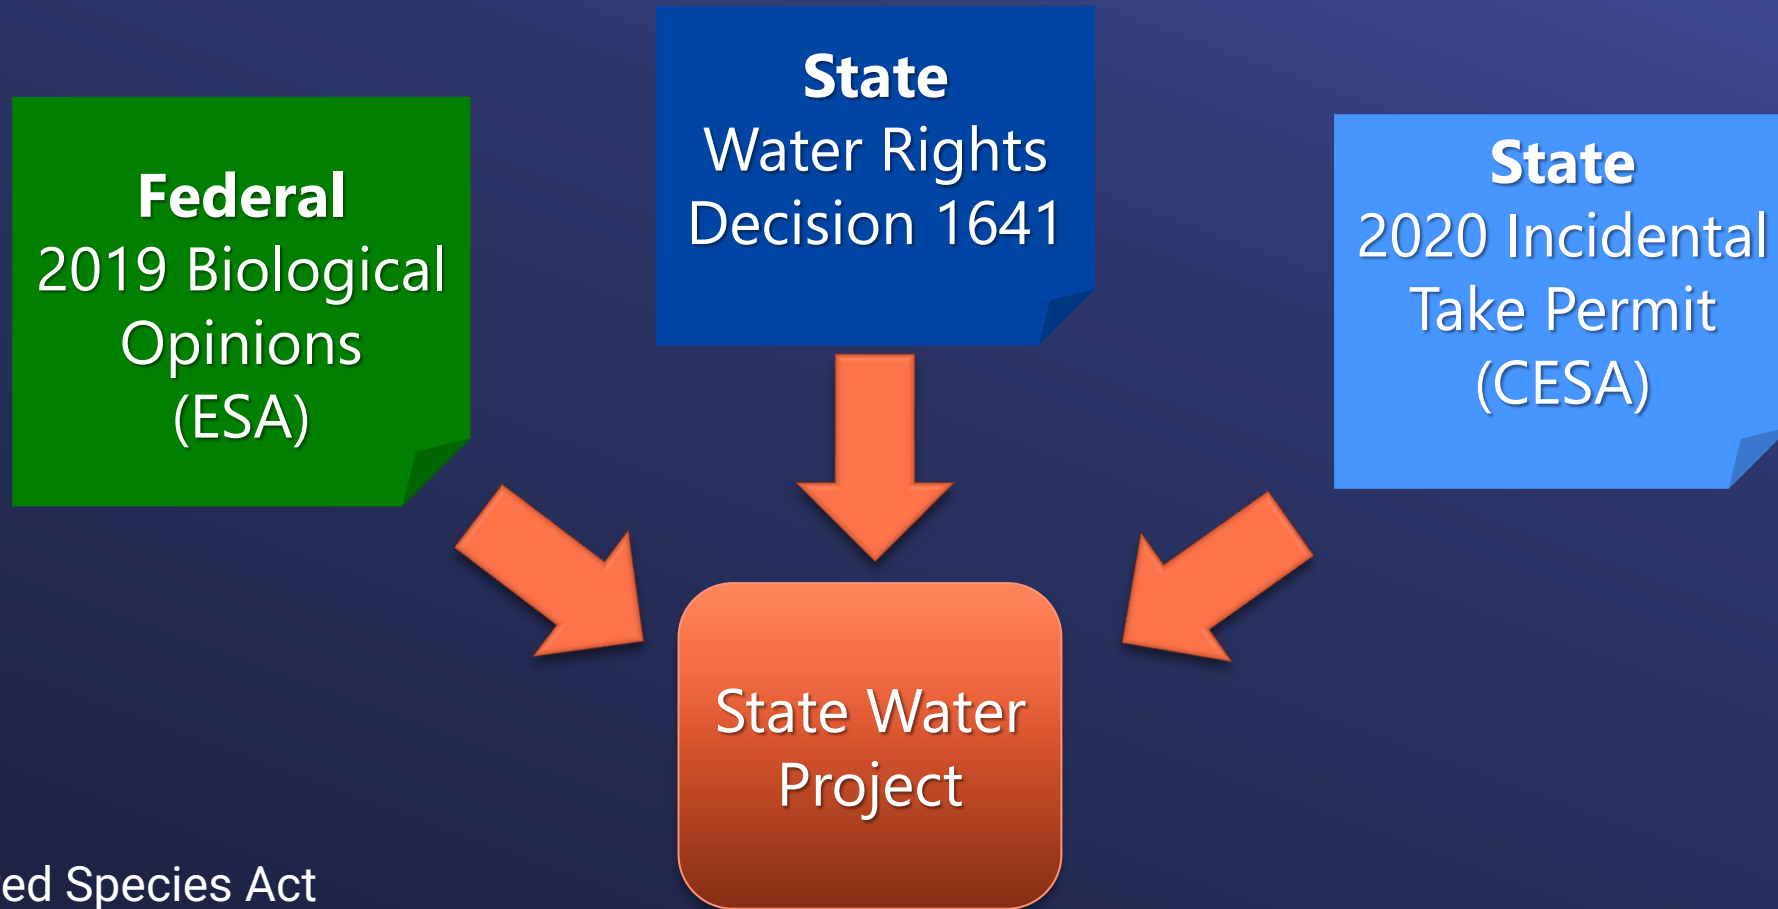 State
Water Rights
Decision 1641
Federal
2019 Biological
Opinions
(ESA)
State
2020 Incidental
Take Permit
(CESA)
State Water
Project
Species Act